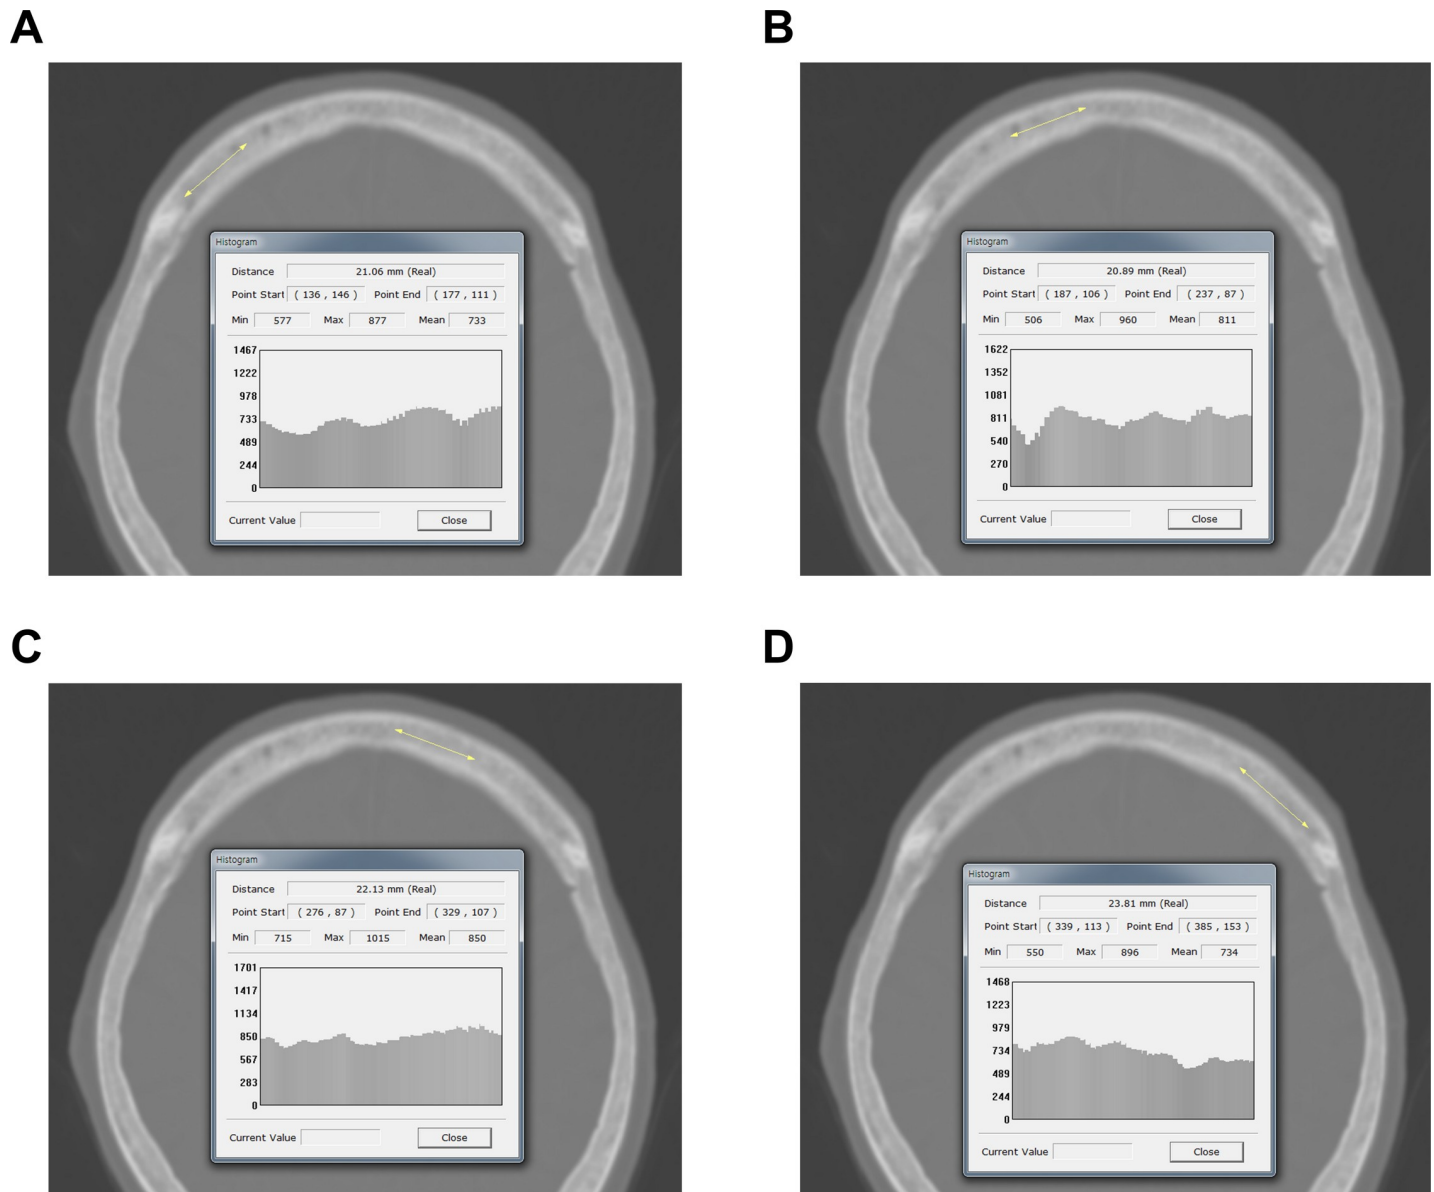 A
Histogram
Distance 21.06 mm (Real)
Point Start ( 136 , 146 ) Point End ( 177 , 111 )
Min 577 Max 877 Mean 733
1467
1222
978
733
489
244
0
Current Value Close
B
Histogram
Distance 20.89 mm (Real)
Point Start ( 187 , 106 ) Point End ( 237 , 87 )
Min 506 Max 960 Mean 811
1622
1352
1081
811
540
270
0
Current Value Close
C
Histogram
Distance 22.13 mm (Real)
Point Start ( 276 , 87 ) Point End ( 329 , 107 )
Min 715 Max 1015 Mean 850
1701
1417
1134
850
567
283
0
Current Value Close
D
Histogram
Distance 23.81 mm (Real)
Point Start ( 339 , 113 ) Point End ( 385 , 153 )
Min 550 Max 896 Mean 734
1468
1223
979
734
489
244
0
Current Value Close